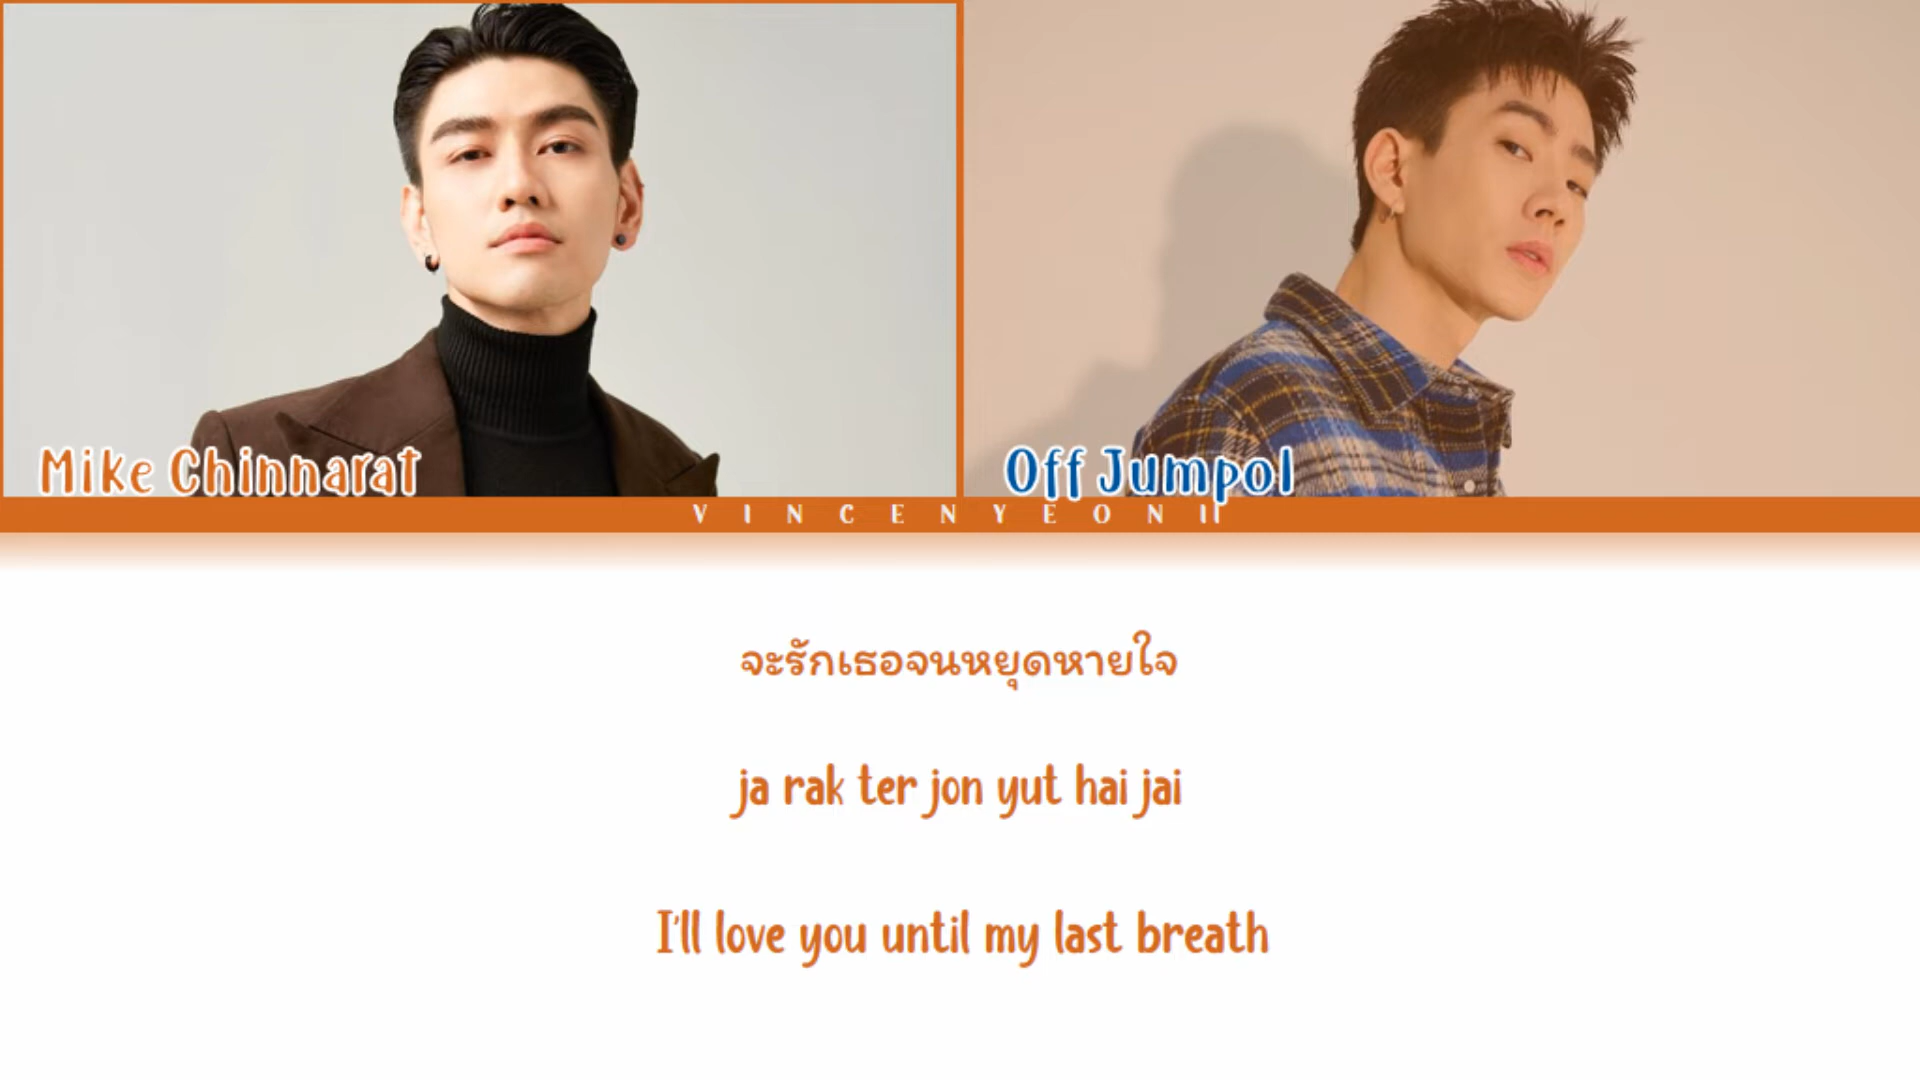 Mike Chinnarat
Off Jumpol
VINCENYEONII
จะรักเธอจนหยุดหายใจ
ja rak ter jon yut hai jai
I'll love you until my last breath